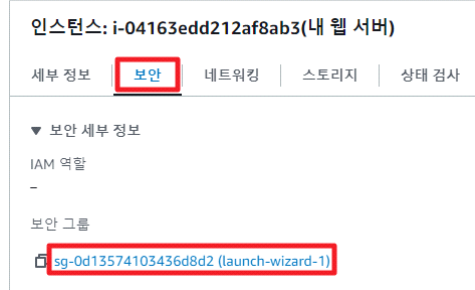 인스턴스: i-04163edd212af8ab3(내 웹 서버)
세부 정보 보안 네트워킹 스토리지 상태 검사
▼ 보안 세부 정보
IAM 역할
–
보안 그룹
sg-0d13574103436d8d2 (launch-wizard-1)